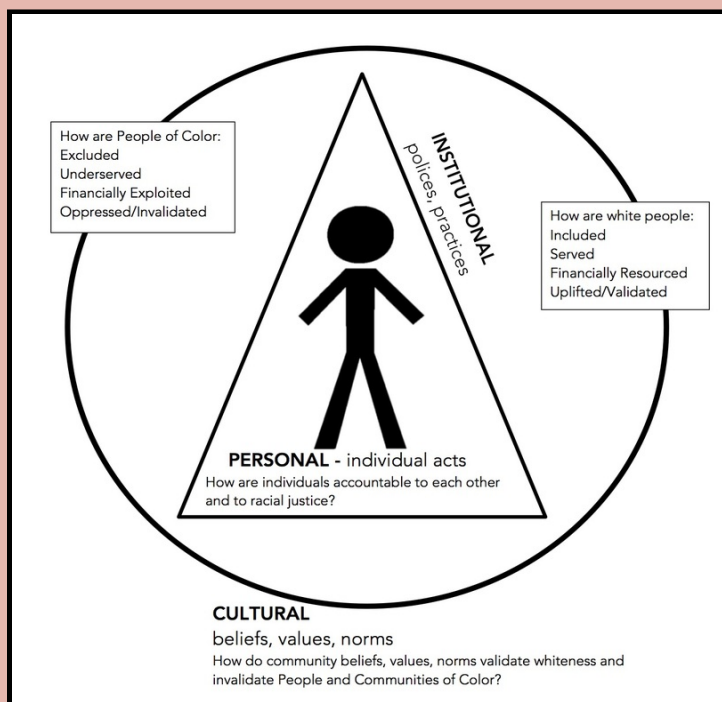 How are People of Color:
Excluded
Underserved
Financially Exploited
Oppressed/Invalidated
INSTITUTIONAL
polices, practices
How are white people:
Included
Served
Financially Resourced
Uplifted/Validated
PERSONAL - individual acts
How are individuals accountable to each other
and to racial justice?
CULTURAL
beliefs, values, norms
How do community beliefs, values, norms validate whiteness and
invalidate People and Communities of Color?